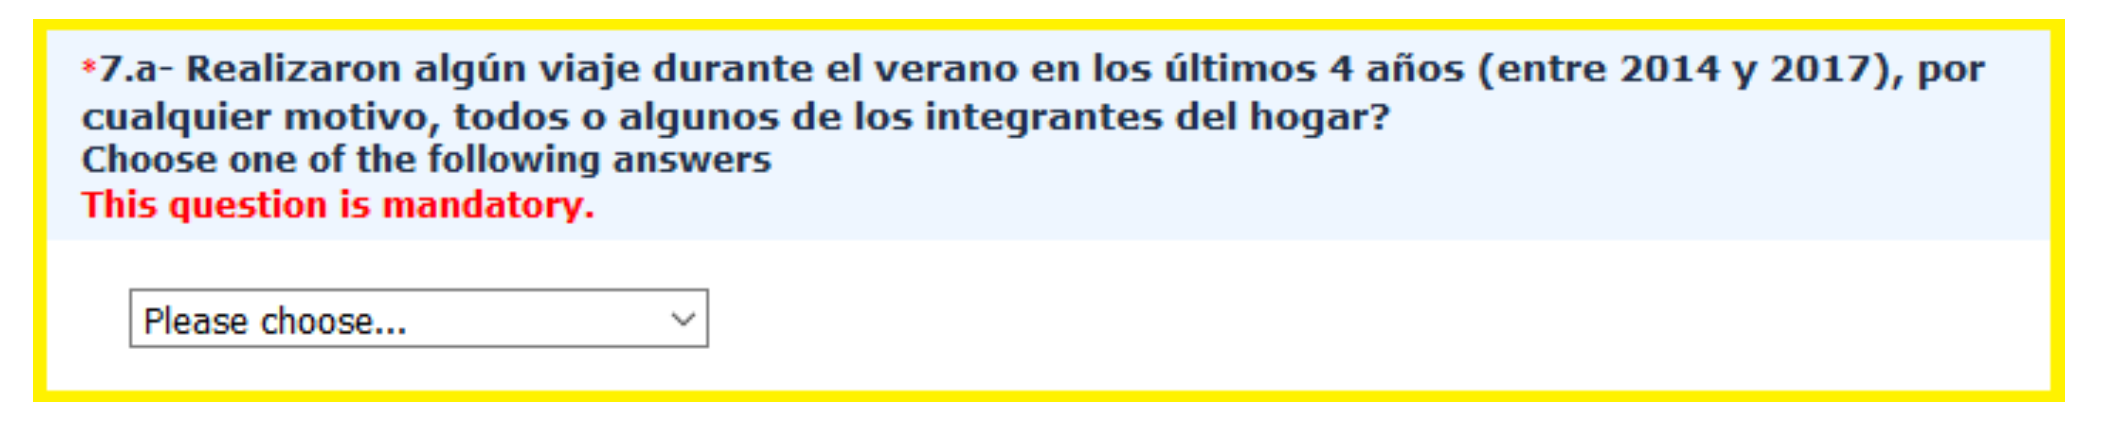 *7.a- Realizaron algún viaje durante el verano en los últimos 4 años (entre 2014 y 2017), por
cualquier motivo, todos o algunos de los integrantes del hogar?
Choose one of the following answers
This question is mandatory.
Please choose...